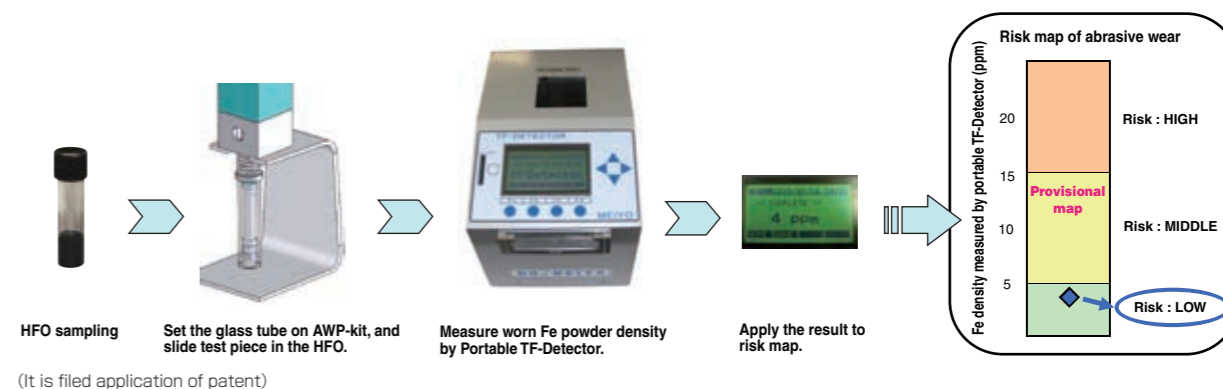 Risk map of abrasive wear
Fe density measured by portable TF-Detector (ppm)
20
15
10
5
Risk : HIGH
Provisional
map
Risk : MIDDLE
Risk : LOW
TF-DETECTOR
TF-Detector
MEIYO
COMPLETE
4 ppm
HFO sampling
Set the glass tube on AWP-kit, and
slide test piece in the HFO.
Measure worn Fe powder density
by Portable TF-Detector.
Apply the result to
risk map.
(It is filed application of patent)